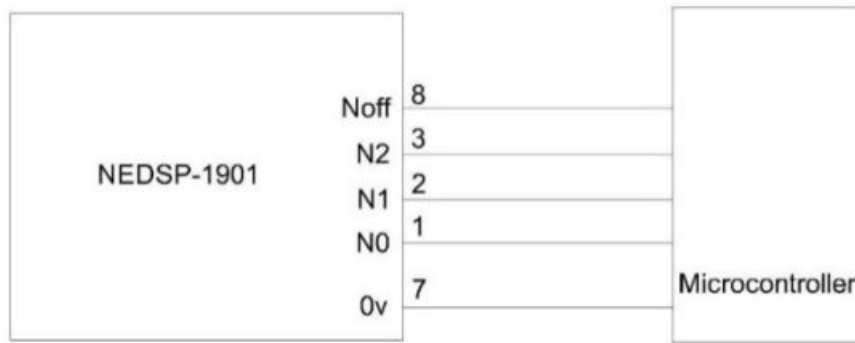 NEDSP-1901
Noff 8
N2 3
N1 2
N0 1
0v 7
Microcontroller